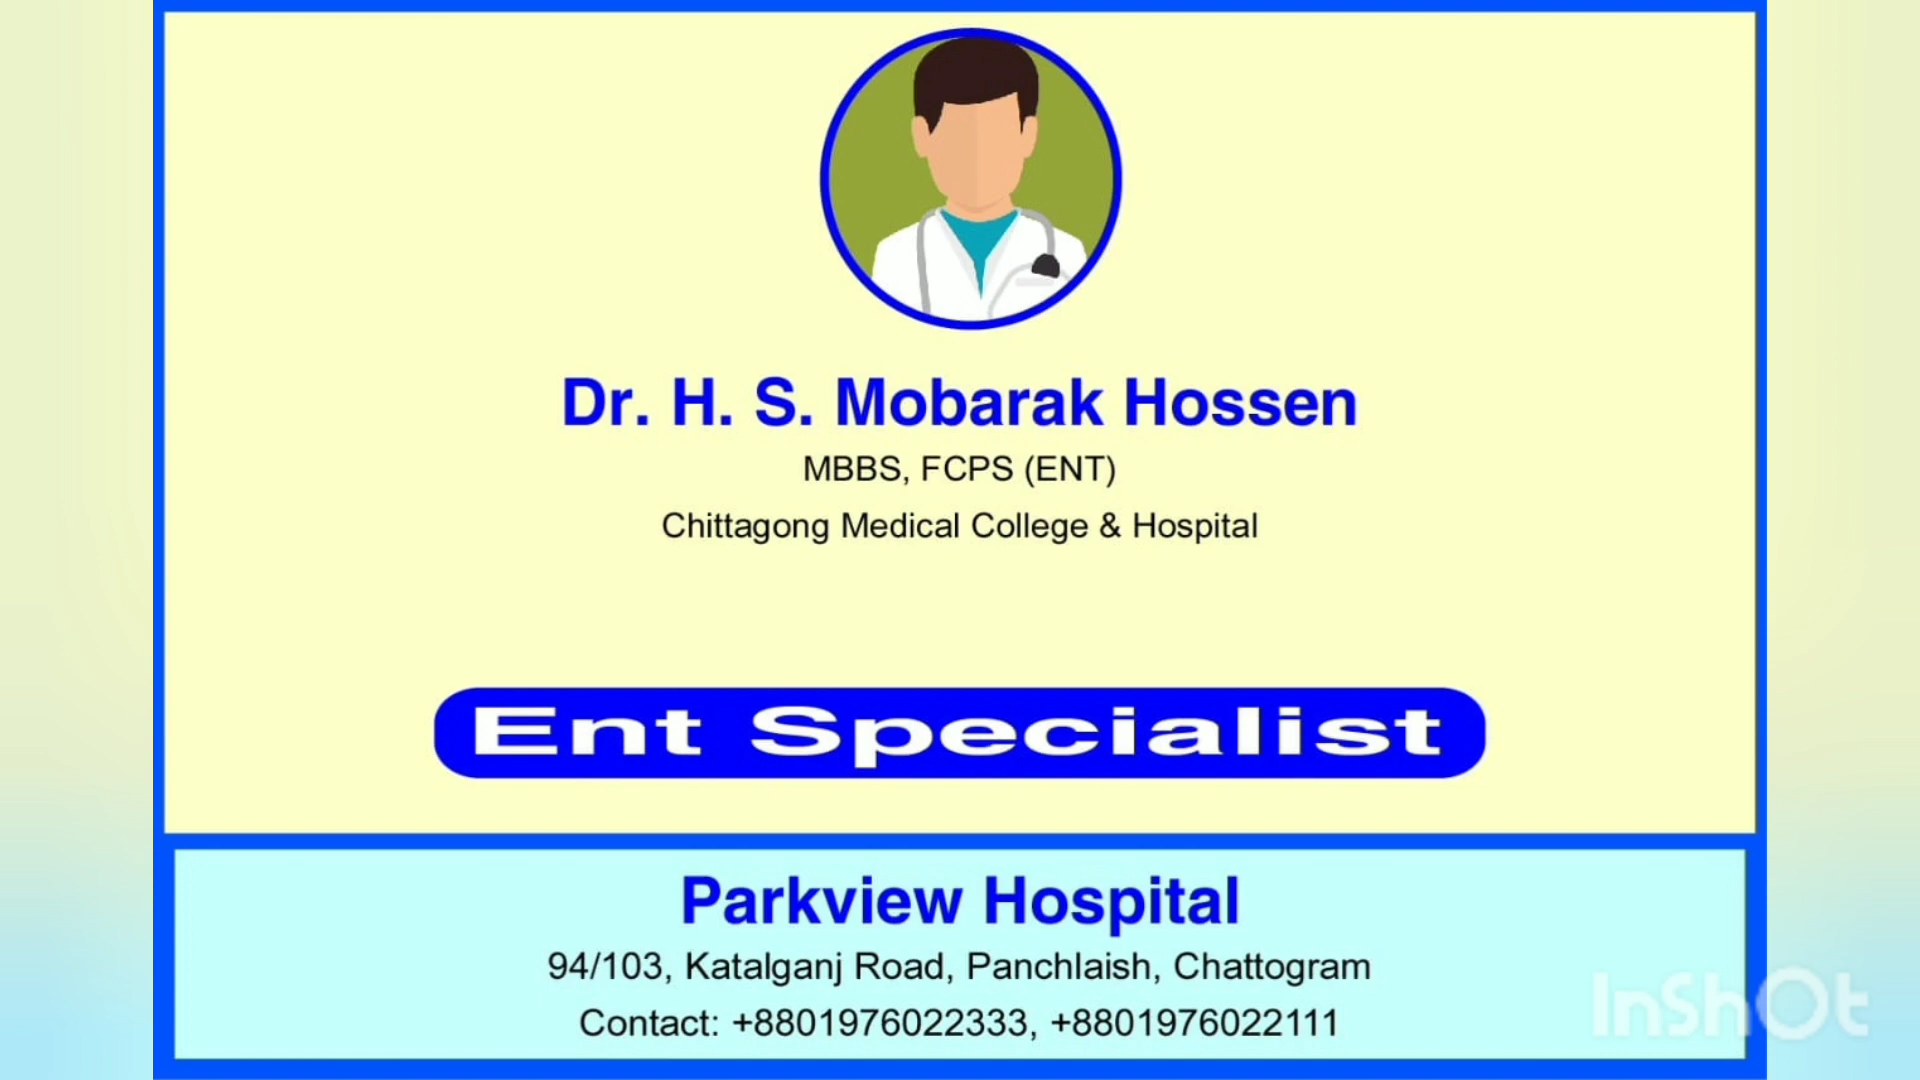 Dr. H. S. Mobarak Hossen
MBBS, FCPS (ENT)
Chittagong Medical College & Hospital
Ent Specialist
Parkview Hospital
94/103, Katalganj Road, Panchlaish, Chattogram
Contact: +8801976022333, +8801976022111
InShOt